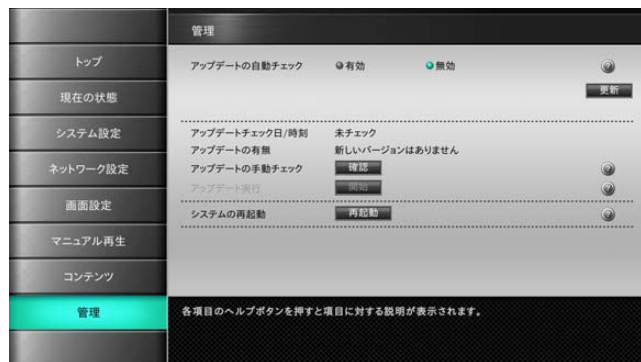 管理
トップ
現在の状態
システム設定
ネットワーク設定
画面設定
マニュアル再生
コンテンツ
管理
アップデートの自動チェック 有効 無効
更新
アップデートチェック日/時刻 未チェック
アップデートの有無 新しいバージョンはありません
アップデートの手動チェック 確認
アップデート実行 開始
システムの再起動 再起動
各項目のヘルプボタンを押すと項目に対する説明が表示されます。